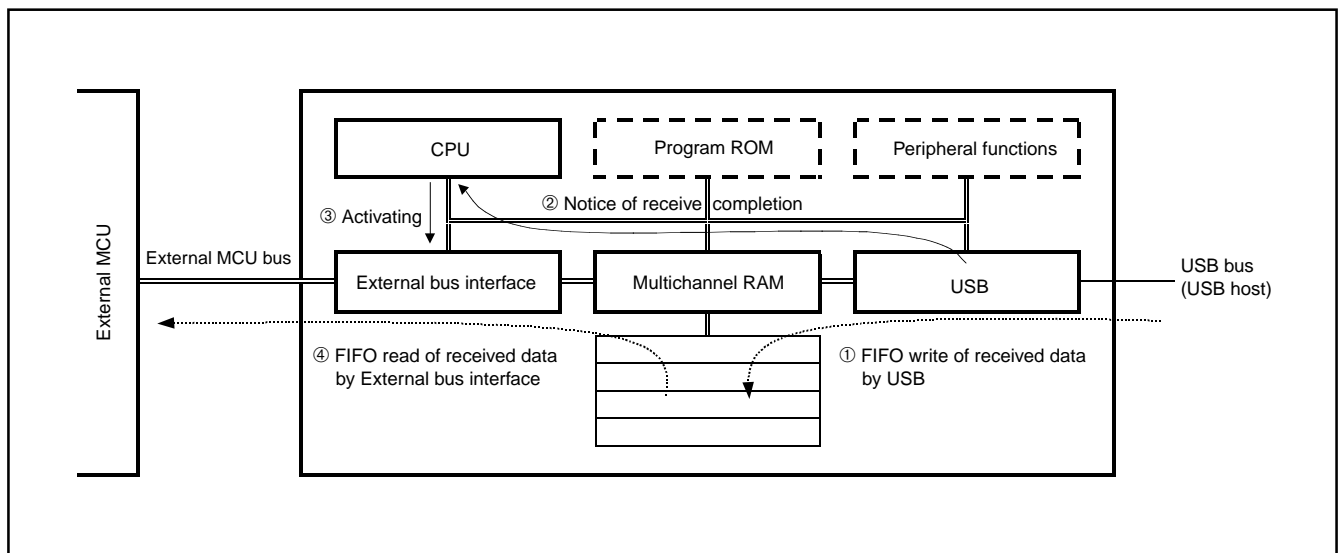 CPU
Program ROM
Peripheral functions
③ Activating
② Notice of receive completion
External MCU
External MCU bus
External bus interface
Multichannel RAM
USB
USB bus
(USB host)
④ FIFO read of received data
by External bus interface
① FIFO write of received data
by USB